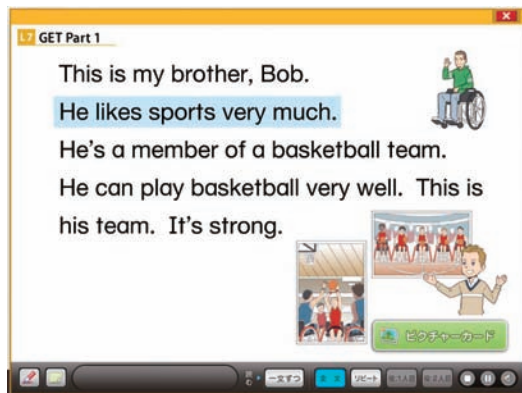 L7 GET Part 1
This is my brother, Bob.
He likes sports very much.
He's a member of a basketball team.
He can play basketball very well. This is
his team. It's strong.
ピクチャーカード
一文ずつ
全文
リピート